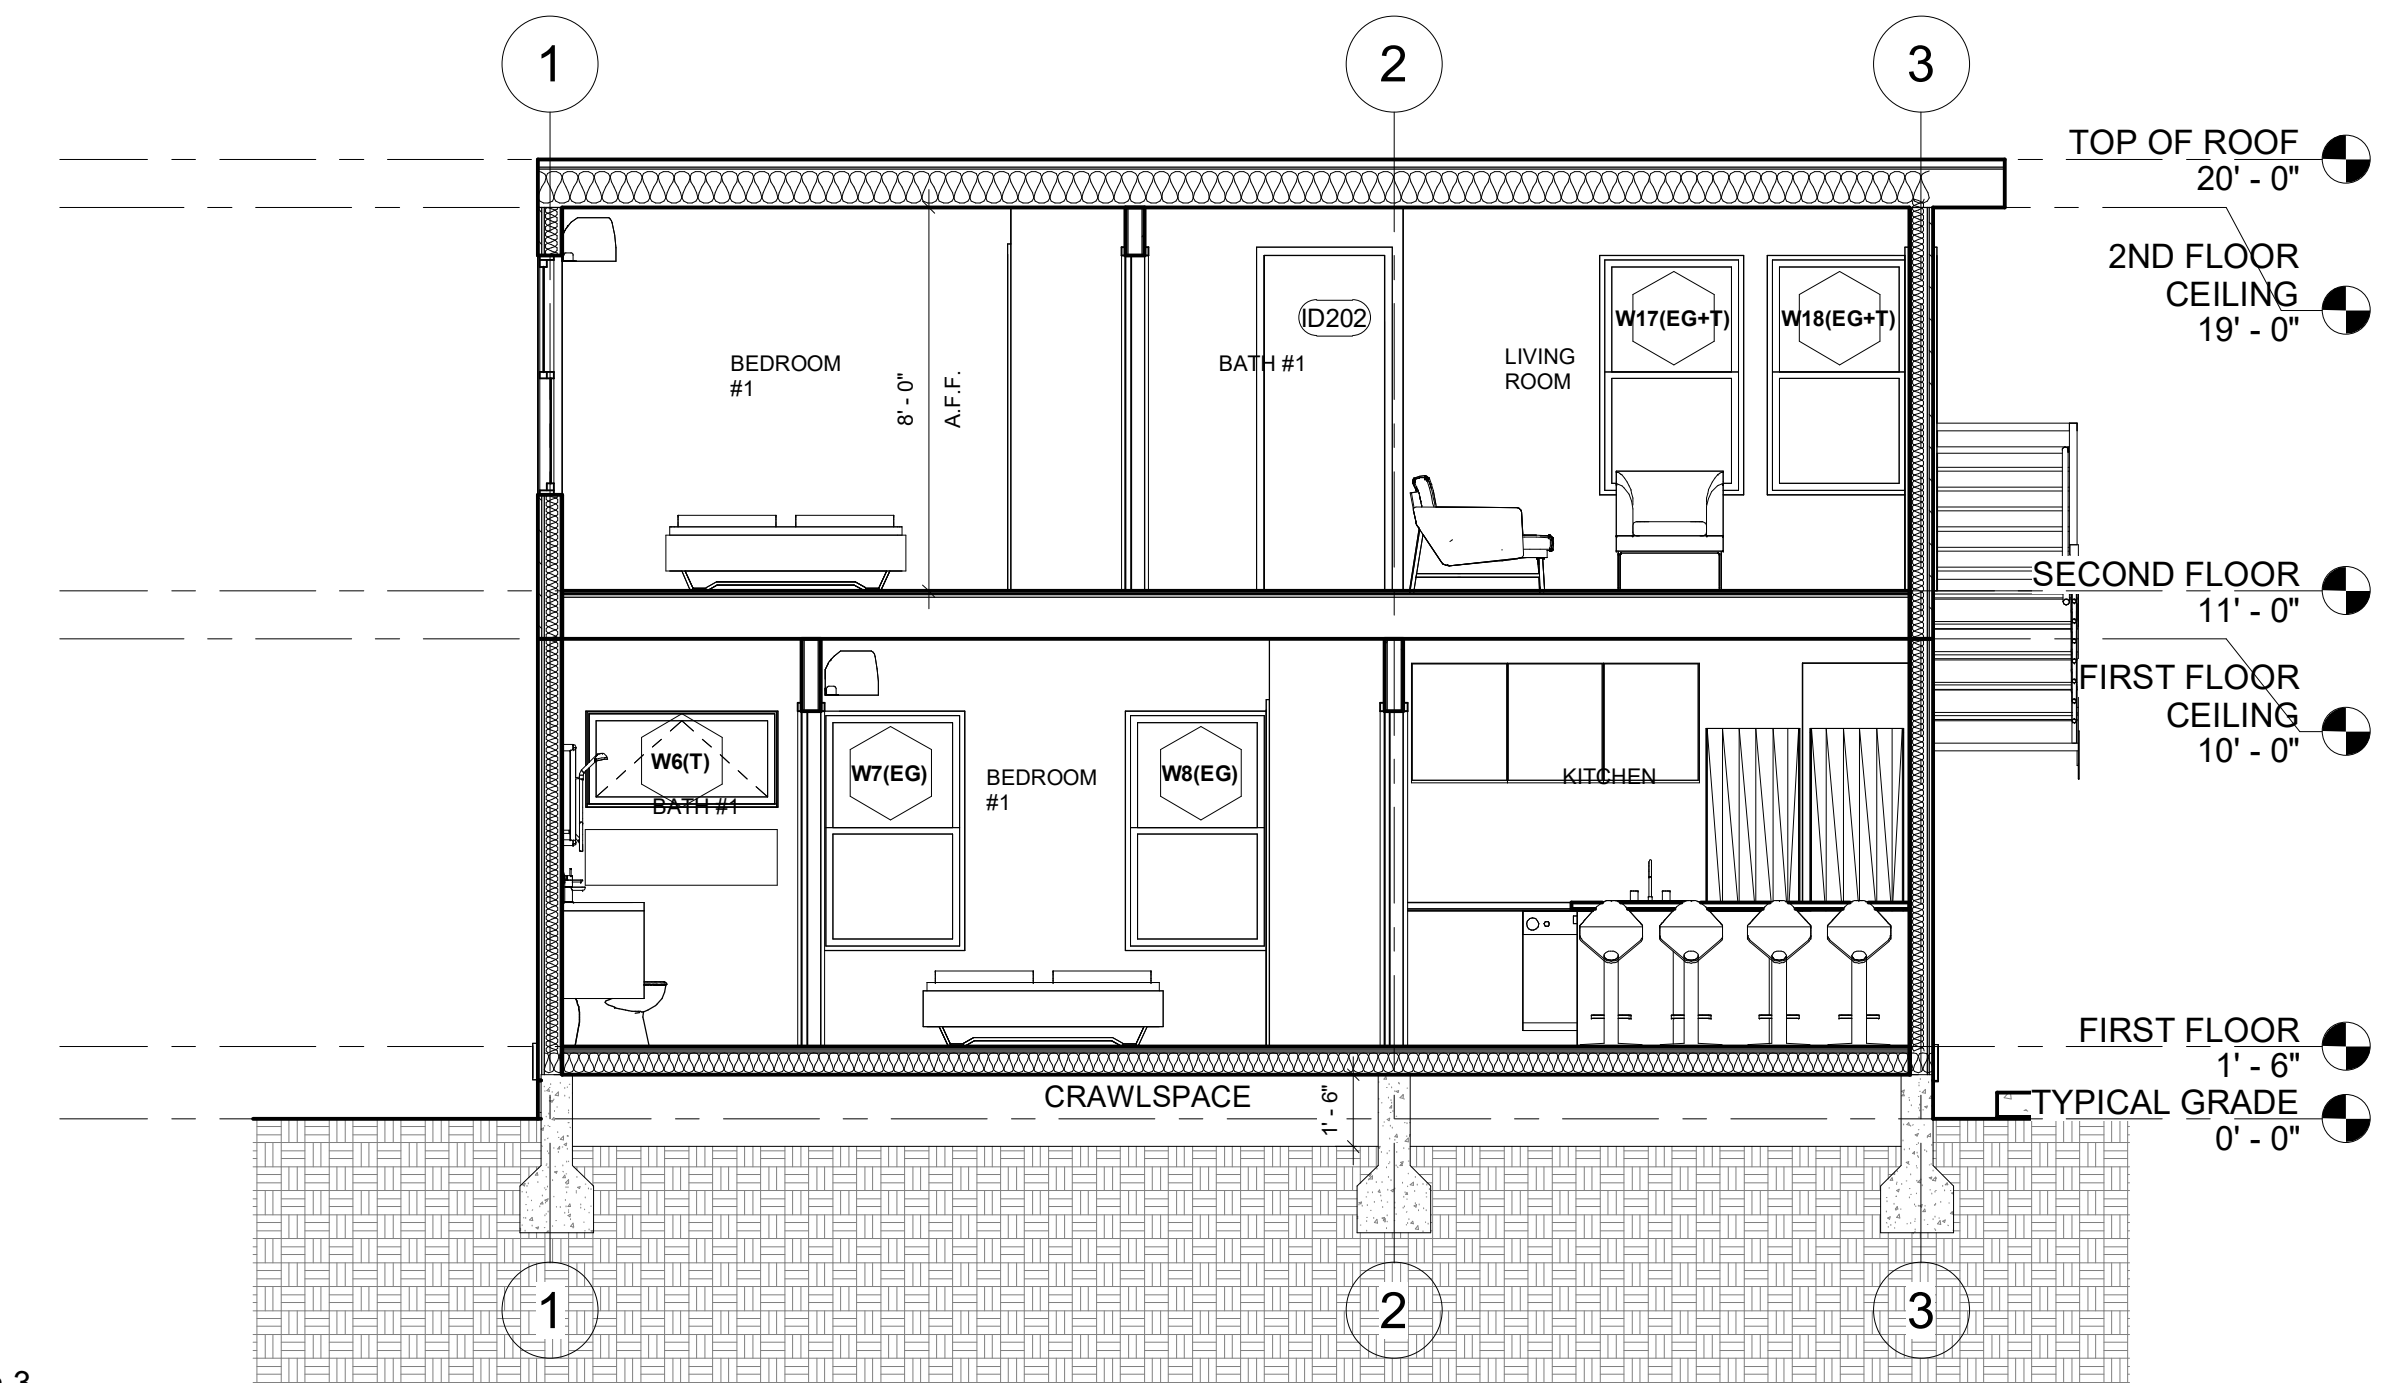 1
2
3
TOP OF ROOF
20' - 0"
2ND FLOOR
CEILING
19' - 0"
W17(EG+T)
W18(EG+T)
ID202
BEDROOM
#1
8' - 0"
A.F.F.
BATH #1
LIVING
ROOM
SECOND FLOOR
11' - 0"
FIRST FLOOR
CEILING
10' - 0"
W6(T)
BATH #1
W7(EG)
BEDROOM
#1
W8(EG)
KITCHEN
FIRST FLOOR
1' - 6"
CRAWLSPACE
1' - 6"
TYPICAL GRADE
0' - 0"
1
2
3
3